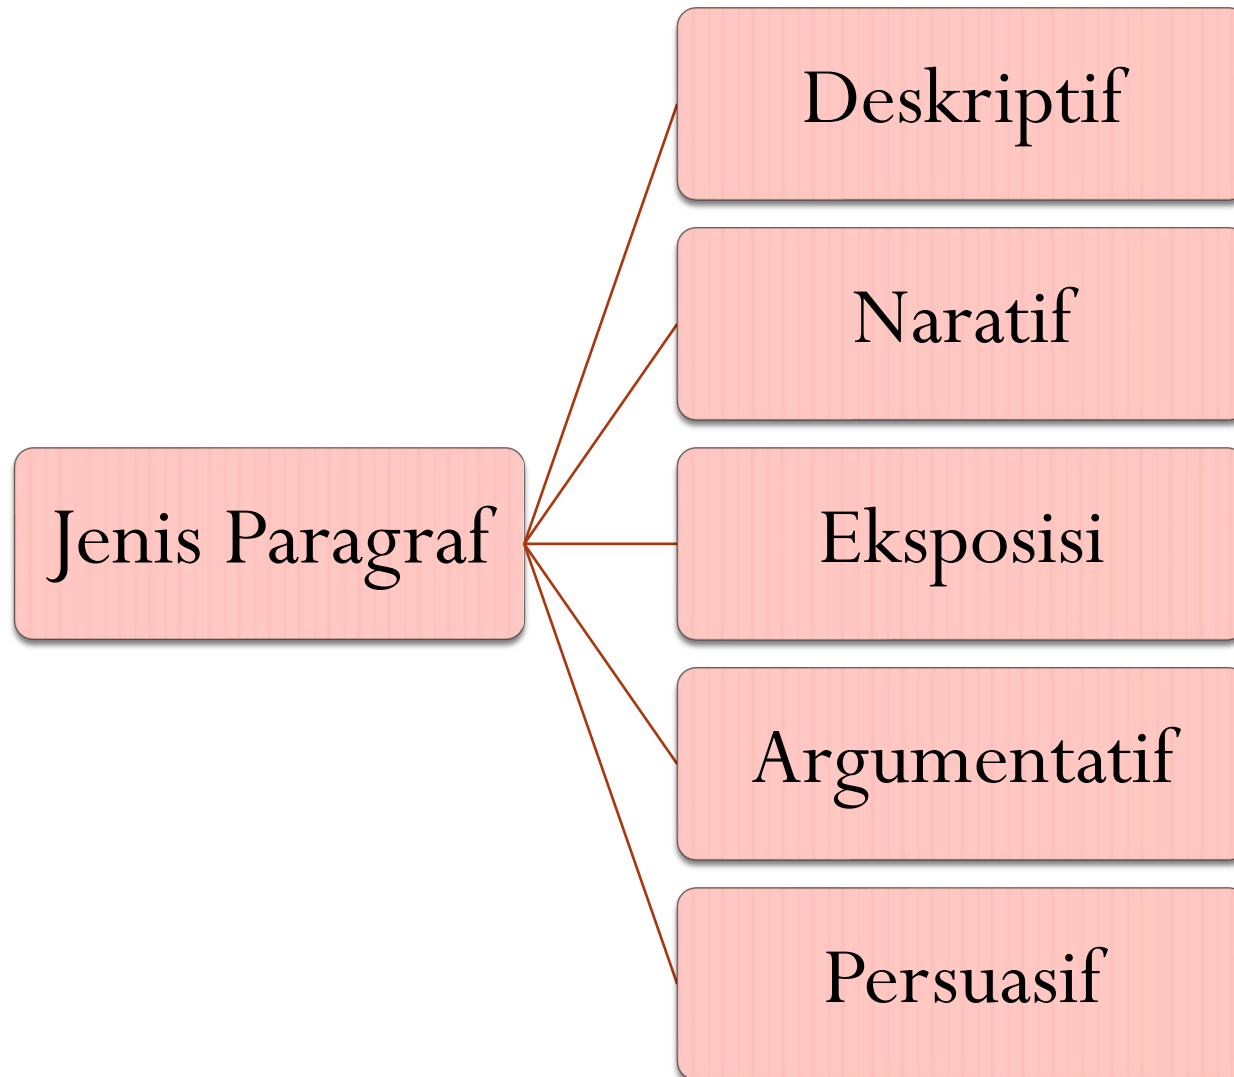 Deskriptif
Naratif
Jenis Paragraf
Eksposisi
Argumentatif
Persuasif